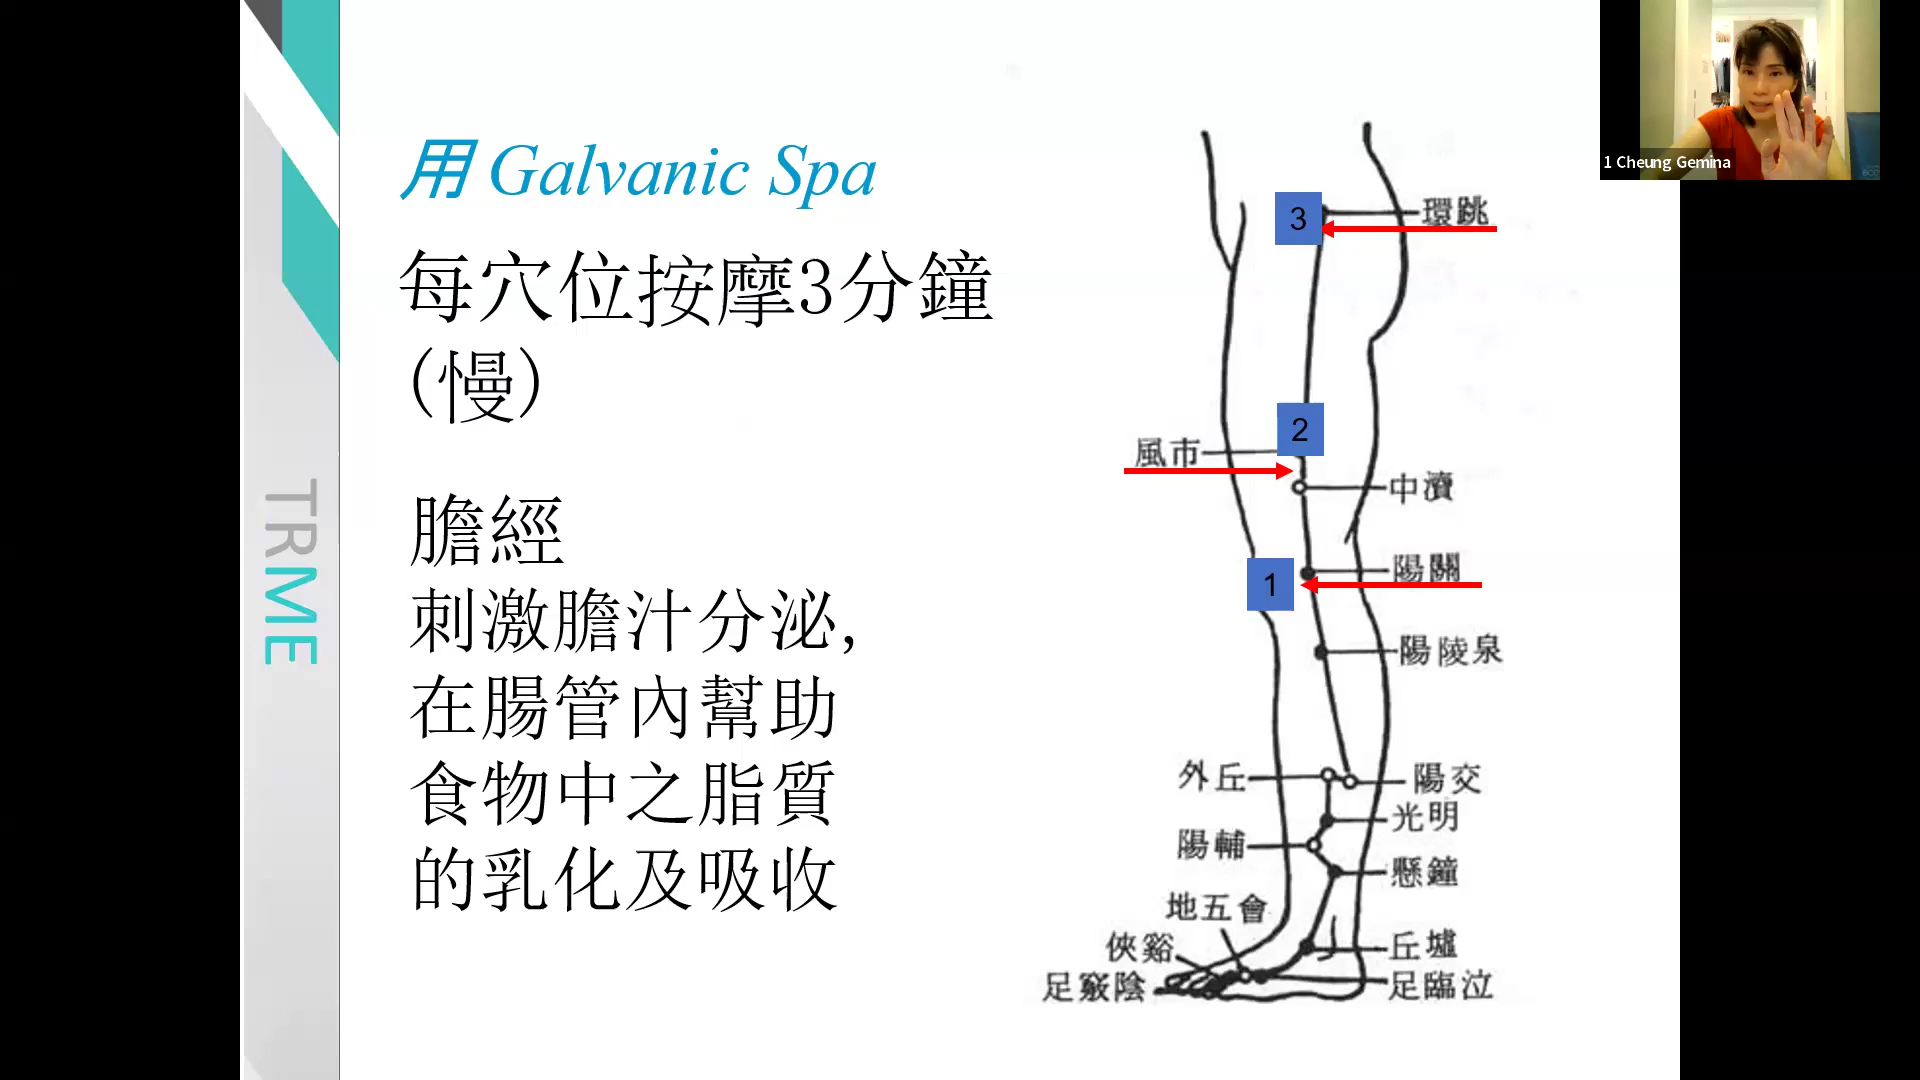 用 Galvanic Spa
每穴位按摩3分鐘
(慢)
膽經
刺激膽汁分泌,
在腸管內幫助
食物中之脂質
的乳化及吸收
TRME
3
環跳
2
風市
中瀆
1
陽關
陽陵泉
外丘
陽交
光明
陽輔
懸鐘
地五會
俠谿
丘墟
足竅陰
足臨泣
1 Cheung Gemina